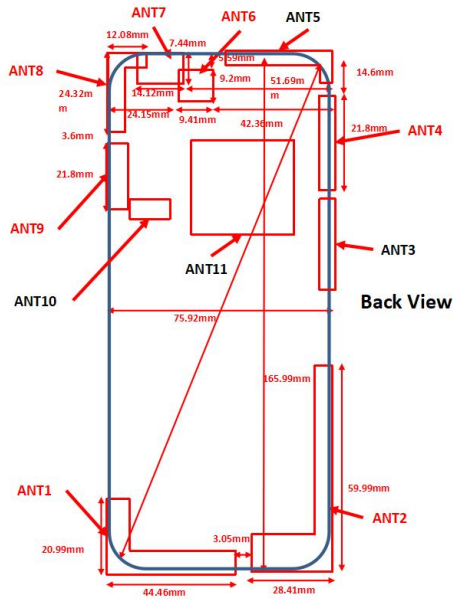 ANT7
ANT6
ANT5
12.08mm
7.44mm
5.59mm
ANT8
14.6mm
9.2mm
51.69m
m
24.32m
m
14.12mm
24.15mm
9.41mm
42.36mm
21.8mm
ANT4
3.6mm
21.8mm
ANT9
ANT3
ANT11
ANT10
Back View
75.92mm
165.99mm
59.99mm
ANT1
ANT2
3.05mm
20.99mm
44.46mm
28.41mm